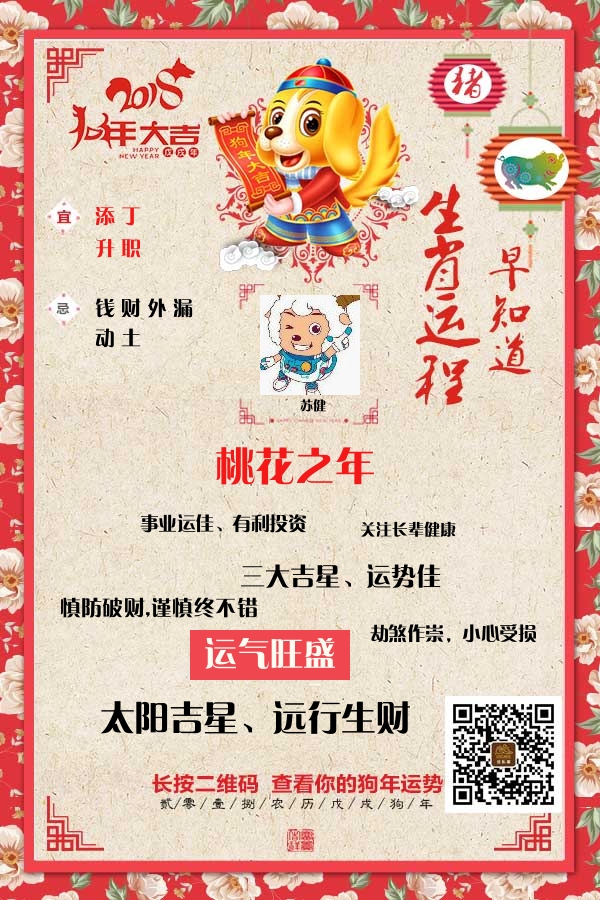 2018
狗年大吉
HAPPY
NEW YEAR
戊戌年
狗年大吉
猪
生肖运程
早知道
宜
添丁
升职
忌
钱财外漏
动土
苏健
HAPPY CHINESE NEW YEAR
桃花之年
事业运佳、有利投资
关注长辈健康
三大吉星、运势佳
慎防破财,谨慎终不错
劫煞作祟，小心受损
运气旺盛
太阳吉星、远行生财
长按二维码 查看你的狗年运势
贰/零/壹/捌/农/历/戊/戌/狗/年